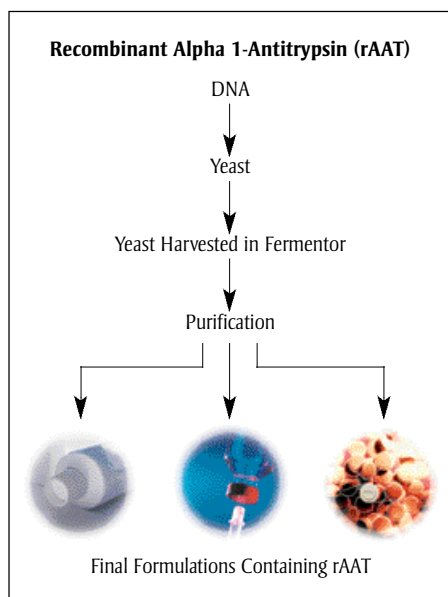 Recombinant Alpha 1-Antitrypsin (rAAT)
DNA
Yeast
Yeast Harvested in Fermentor
Purification
Final Formulations Containing rAAT